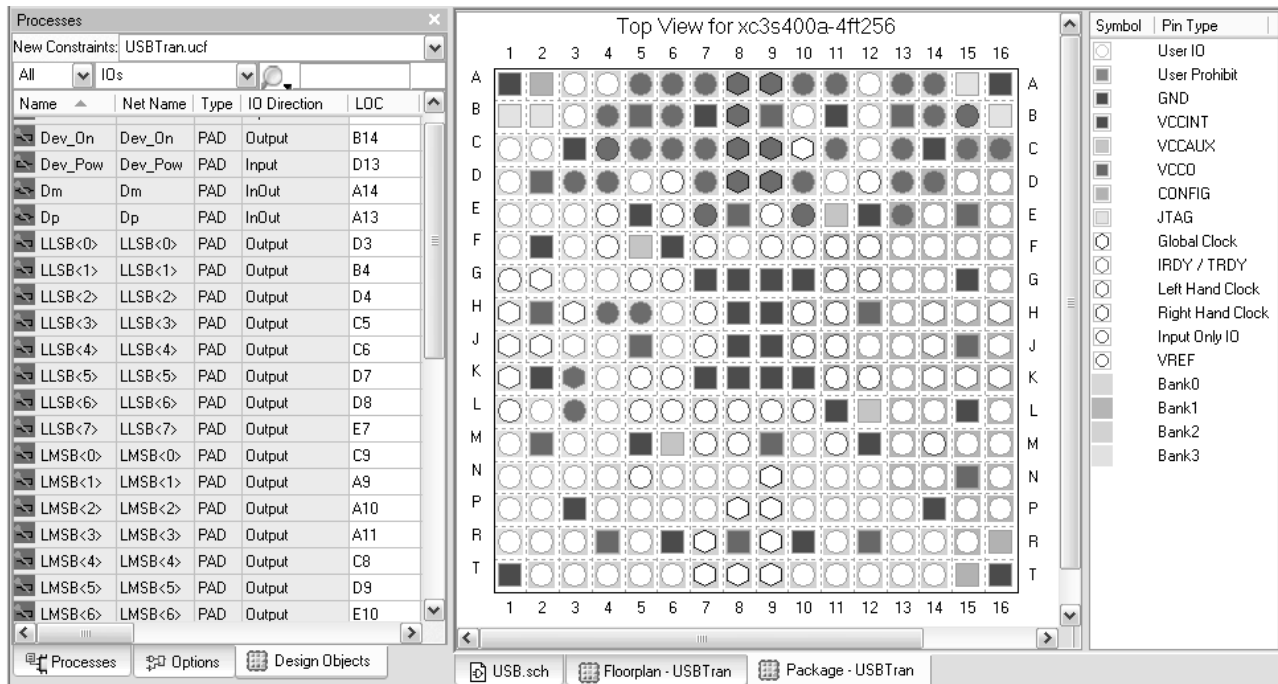 Processes
New Constraints: USBTran.ucf
All IOs
Name Net Name Type IO Direction LOC
Dev_On Dev_On PAD Output B14
Dev_Pow Dev_Pow PAD Input D13
Dm Dm PAD InOut A14
Dp Dp PAD InOut A13
LLSB<0> LLSB<0> PAD Output D3
LLSB<1> LLSB<1> PAD Output B4
LLSB<2> LLSB<2> PAD Output D4
LLSB<3> LLSB<3> PAD Output C5
LLSB<4> LLSB<4> PAD Output C6
LLSB<5> LLSB<5> PAD Output D7
LLSB<6> LLSB<6> PAD Output D8
LLSB<7> LLSB<7> PAD Output E7
LMSB<0> LMSB<0> PAD Output C9
LMSB<1> LMSB<1> PAD Output A9
LMSB<2> LMSB<2> PAD Output A10
LMSB<3> LMSB<3> PAD Output A11
LMSB<4> LMSB<4> PAD Output C8
LMSB<5> LMSB<5> PAD Output D9
LMSB<6> LMSB<6> PAD Output E10
Processes Options Design Objects
Top View for xc3s400a-4ft256
1 2 3 4 5 6 7 8 9 10 11 12 13 14 15 16
A A
B B
C C
D D
E E
F F
G G
H H
J J
K K
L L
M M
N N
P P
R R
T T
1 2 3 4 5 6 7 8 9 10 11 12 13 14 15 16
USB.sch Floorplan - USBTran Package - USBTran
Symbol Pin Type
User IO
User Prohibit
GND
VCCINT
VCCAUX
VCCO
CONFIG
JTAG
Global Clock
IRDY / TRDY
Left Hand Clock
Right Hand Clock
Input Only IO
VREF
Bank0
Bank1
Bank2
Bank3